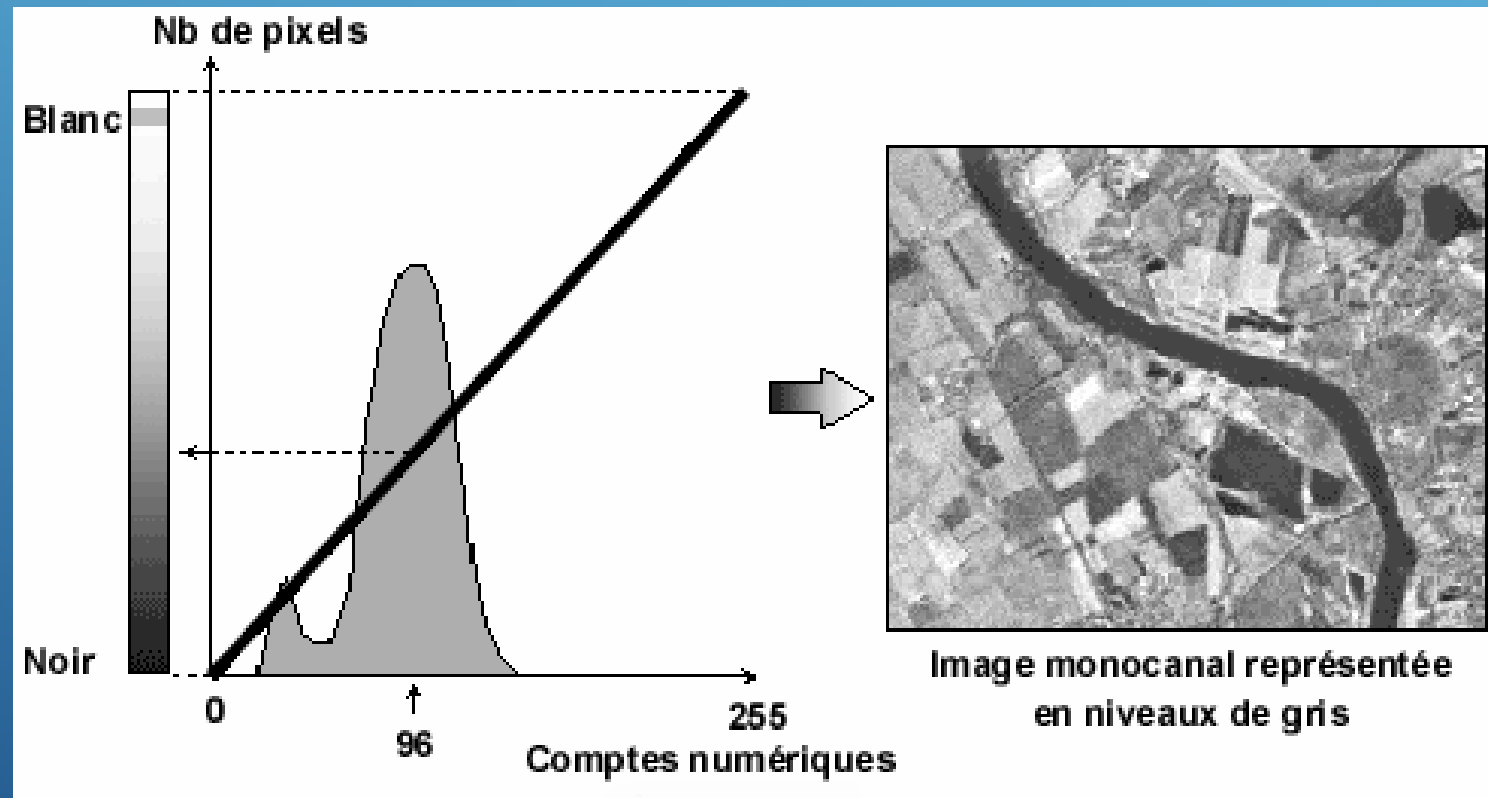 Nb de pixels
Blanc
Noir
0
96
255
Comptes numériques
Image monocanal représentée
en niveaux de gris